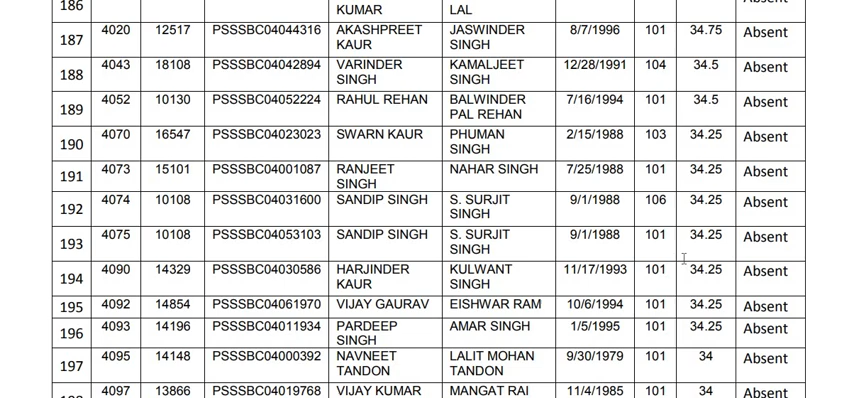 186 KUMAR LAL Absent
187 4020 12517 PSSSBC04044316 AKASHPREET KAUR JASWINDER SINGH 8/7/1996 101 34.75 Absent
188 4043 18108 PSSSBC04042894 VARINDER SINGH KAMALJEET SINGH 12/28/1991 104 34.5 Absent
189 4052 10130 PSSSBC04052224 RAHUL REHAN BALWINDER PAL REHAN 7/16/1994 101 34.5 Absent
190 4070 16547 PSSSBC04023023 SWARN KAUR PHUMAN SINGH 2/15/1988 103 34.25 Absent
191 4073 15101 PSSSBC04001087 RANJEET SINGH NAHAR SINGH 7/25/1988 101 34.25 Absent
192 4074 10108 PSSSBC04031600 SANDIP SINGH S. SURJIT SINGH 9/1/1988 106 34.25 Absent
193 4075 10108 PSSSBC04053103 SANDIP SINGH S. SURJIT SINGH 9/1/1988 101 34.25 Absent
194 4090 14329 PSSSBC04030586 HARJINDER KAUR KULWANT SINGH 11/17/1993 101 34.25 Absent
195 4092 14854 PSSSBC04061970 VIJAY GAURAV EISHWAR RAM 10/6/1994 101 34.25 Absent
196 4093 14196 PSSSBC04011934 PARDEEP SINGH AMAR SINGH 1/5/1995 101 34.25 Absent
197 4095 14148 PSSSBC04000392 NAVNEET TANDON LALIT MOHAN TANDON 9/30/1979 101 34 Absent
4097 13866 PSSSBC04019768 VIJAY KUMAR MANGAT RAI 11/4/1985 101 34 Absent